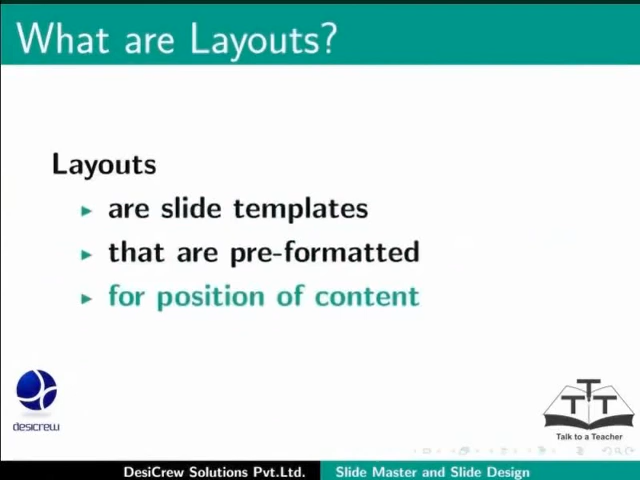 What are Layouts?
Layouts
▶ are slide templates
▶ that are pre-formatted
▶ for position of content
desicrew
T T T
Talk to a Teacher
DesiCrew Solutions Pvt.Ltd. Slide Master and Slide Design